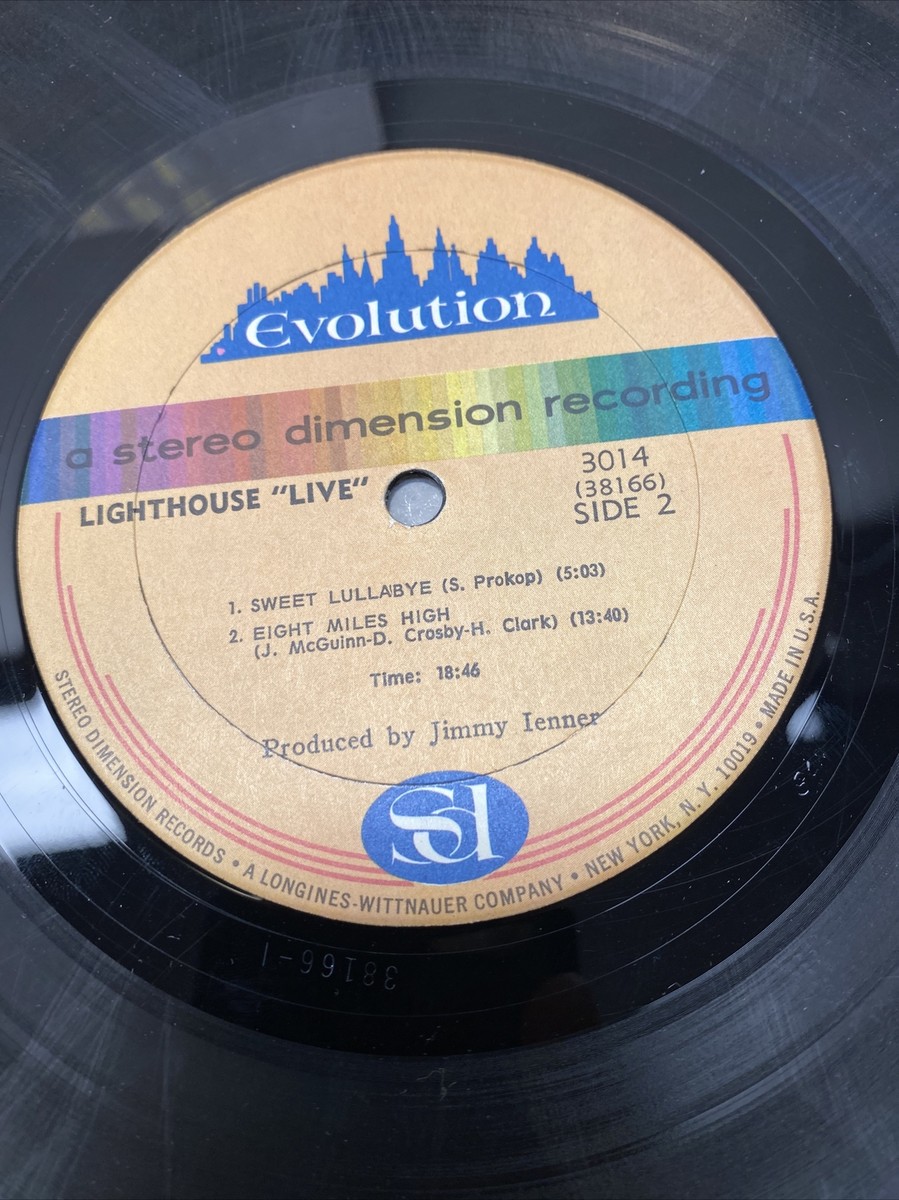 Evolution
a stereo dimension recording
LIGHTHOUSE "LIVE"
3014
(38166)
SIDE 2
1. SWEET LULLABYE (S. Prokop) (5:03)
2. EIGHT MILES HIGH
(J. McGuinn-D. Crosby-H. Clark) (13:40)
Time: 18:46
Produced by Jimmy Ienner
Sd
STEREO DIMENSION RECORDS • A LONGINES-WITTNAUER COMPANY • NEW YORK, N. Y. 10019 • MADE IN U.S.A.
38166-1